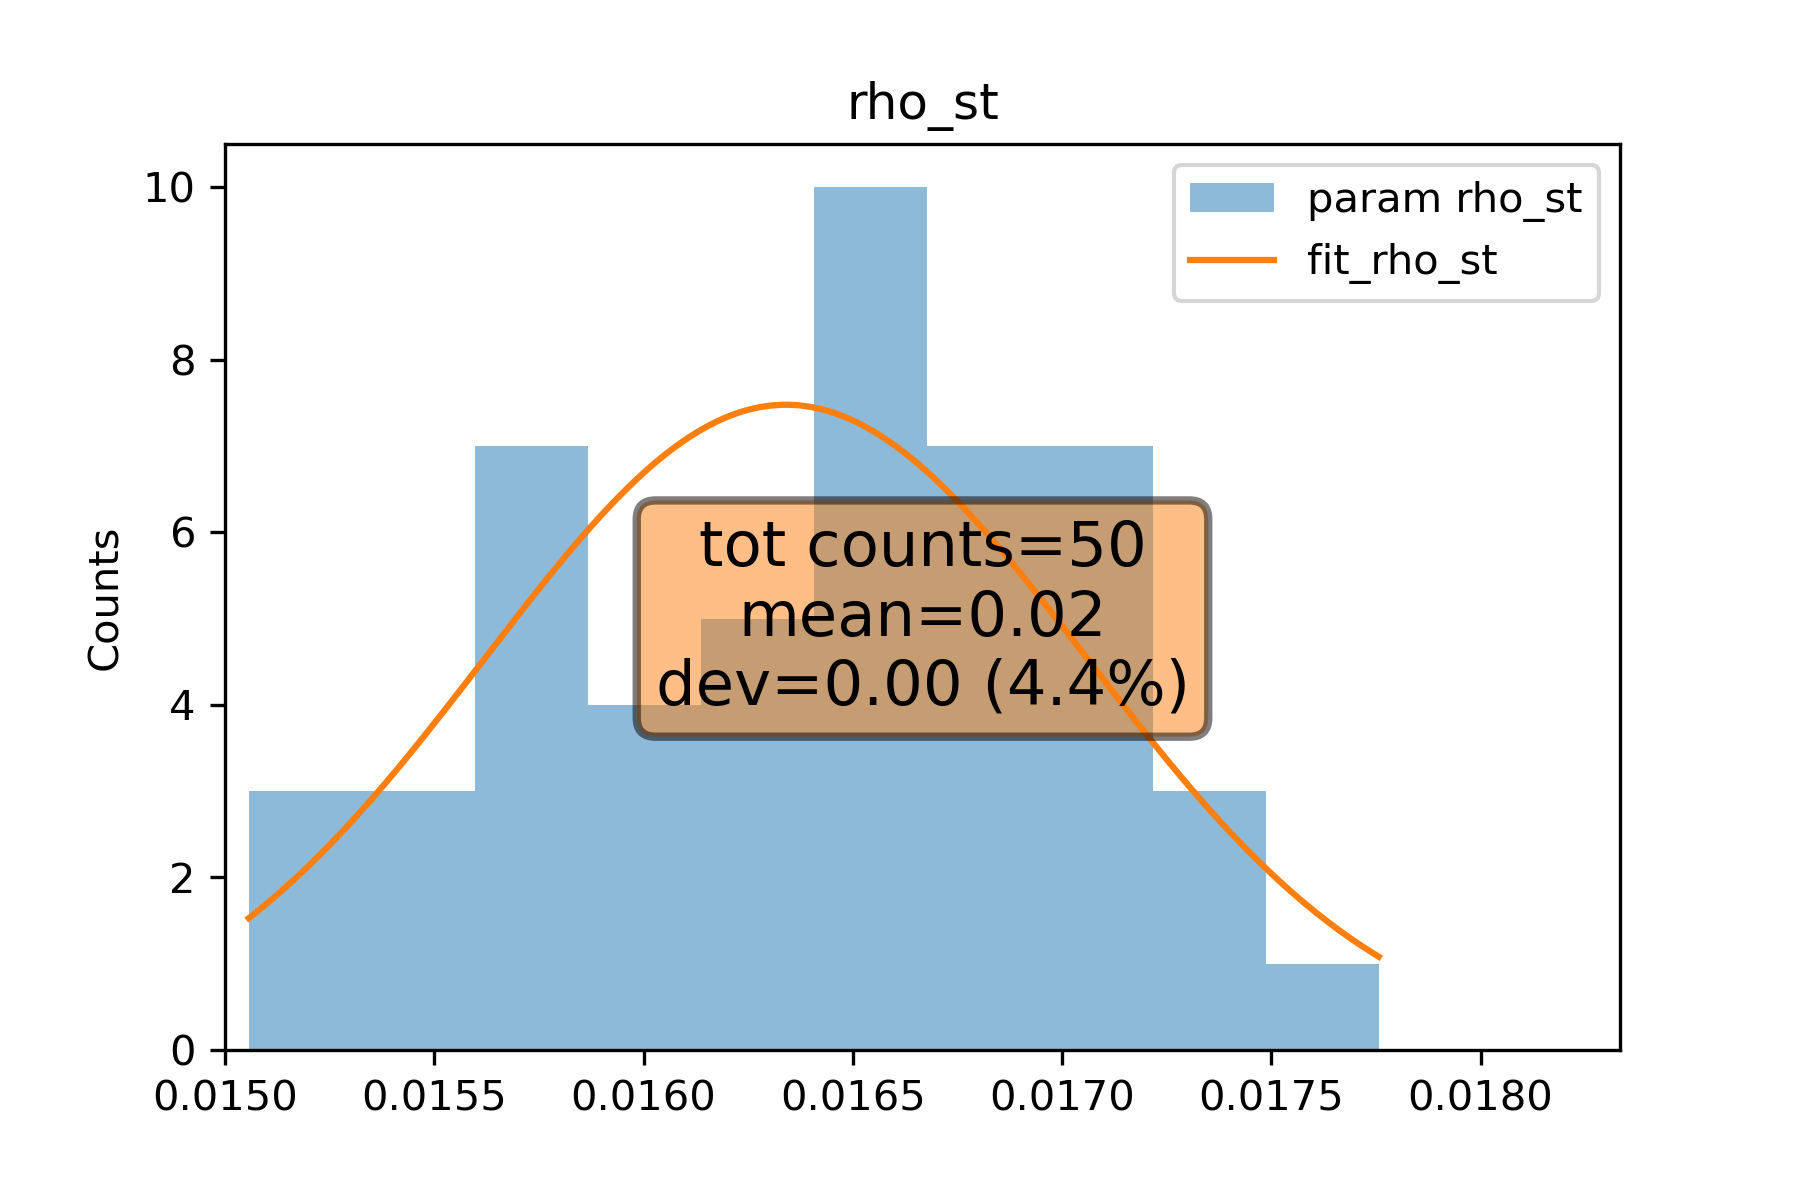 rho_st
param rho_st
fit_rho_st
Counts
10
8
6
4
2
0
tot counts=50
mean=0.02
dev=0.00 (4.4%)
0.0150 0.0155 0.0160 0.0165 0.0170 0.0175 0.0180